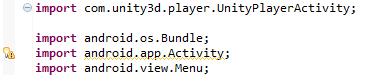 import com.unity3d.player.UnityPlayerActivity;
import android.os.Bundle;
import android.app.Activity;
import android.view.Menu;